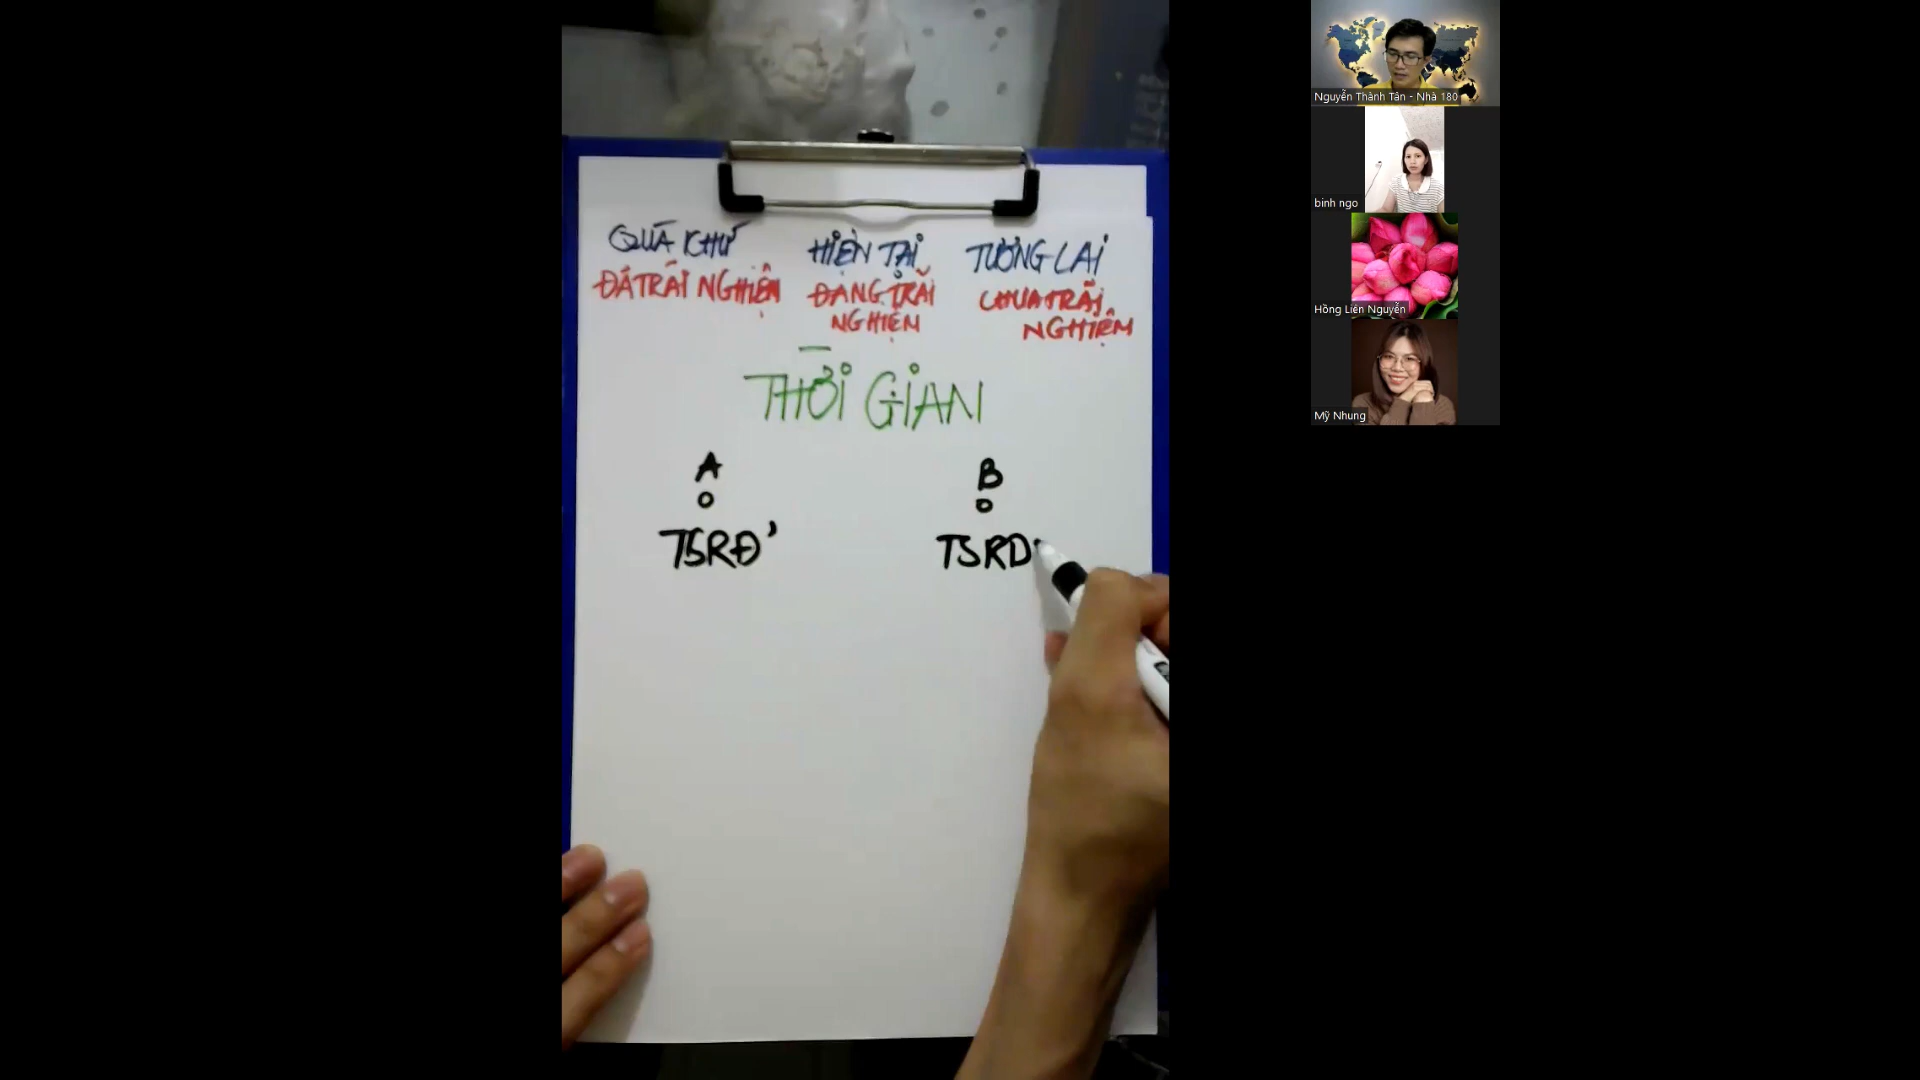 QUÁ KHỨ HIỆN TẠI TƯƠNG LAI
ĐÃ TRẢI NGHIỆM ĐANG TRẢI CHƯA TRẢI
NGHIỆM NGHIỆM
THỜI GIAN
A B
TSRĐ' TSRD'
Nguyễn Thành Tân - Nhà 180
binh ngo
Hồng Liên Nguyễn
Mỹ Nhung